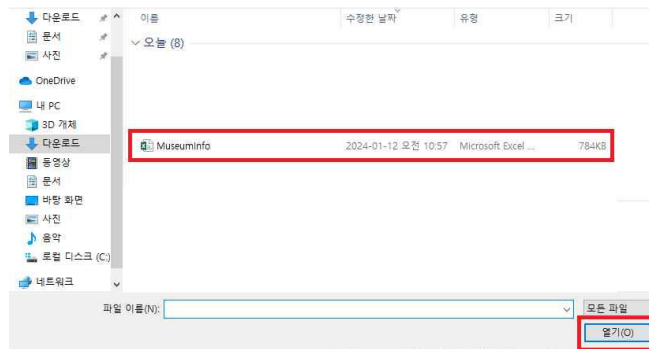 다운로드
문서
사진
OneDrive
내 PC
3D 개체
다운로드
동영상
문서
바탕 화면
사진
음악
로컬 디스크 (C:)
네트워크
이름 수정한 날짜 유형 크기
오늘 (8)
MuseumInfo 2024-01-12 오전 10:57 Microsoft Excel ... 784KB
파일 이름(N): 모든 파일
열기(O)